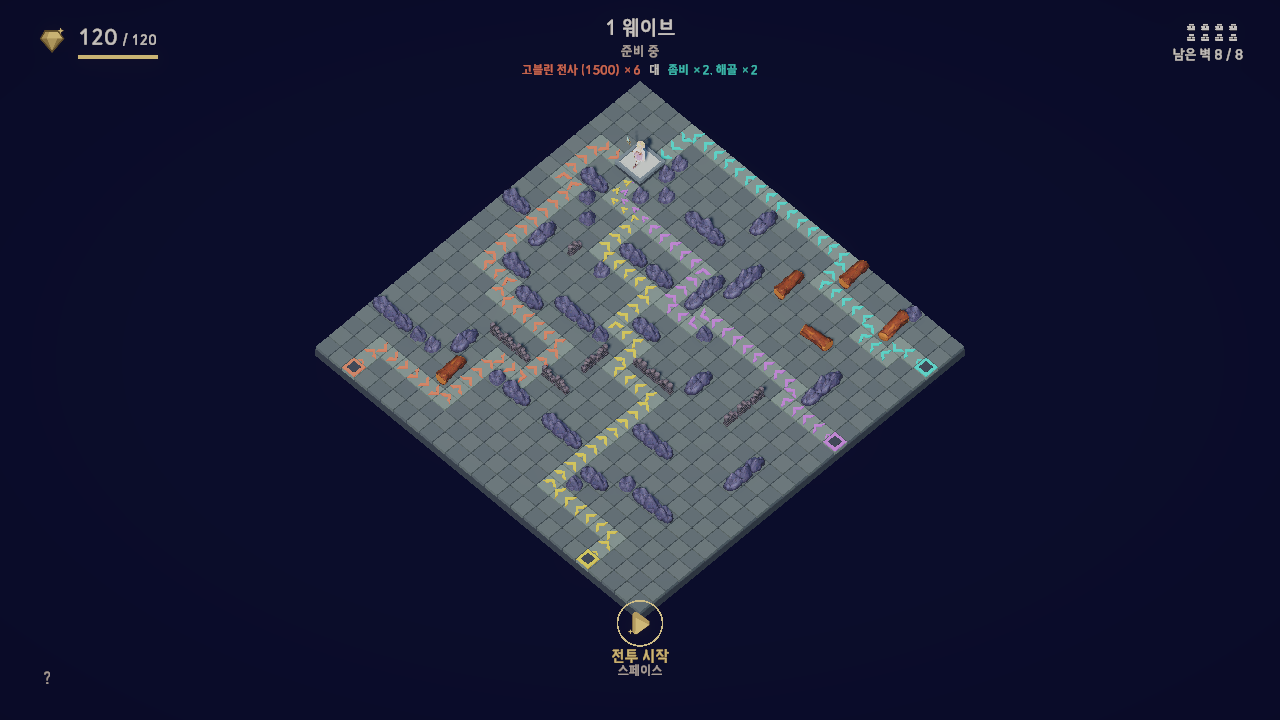 120 / 120
1 웨이브
준비 중
고블린 전사 (1500) ×6 대 좀비 ×2, 해골 ×2
남은 벽 8 / 8
전투 시작
스페이스
?